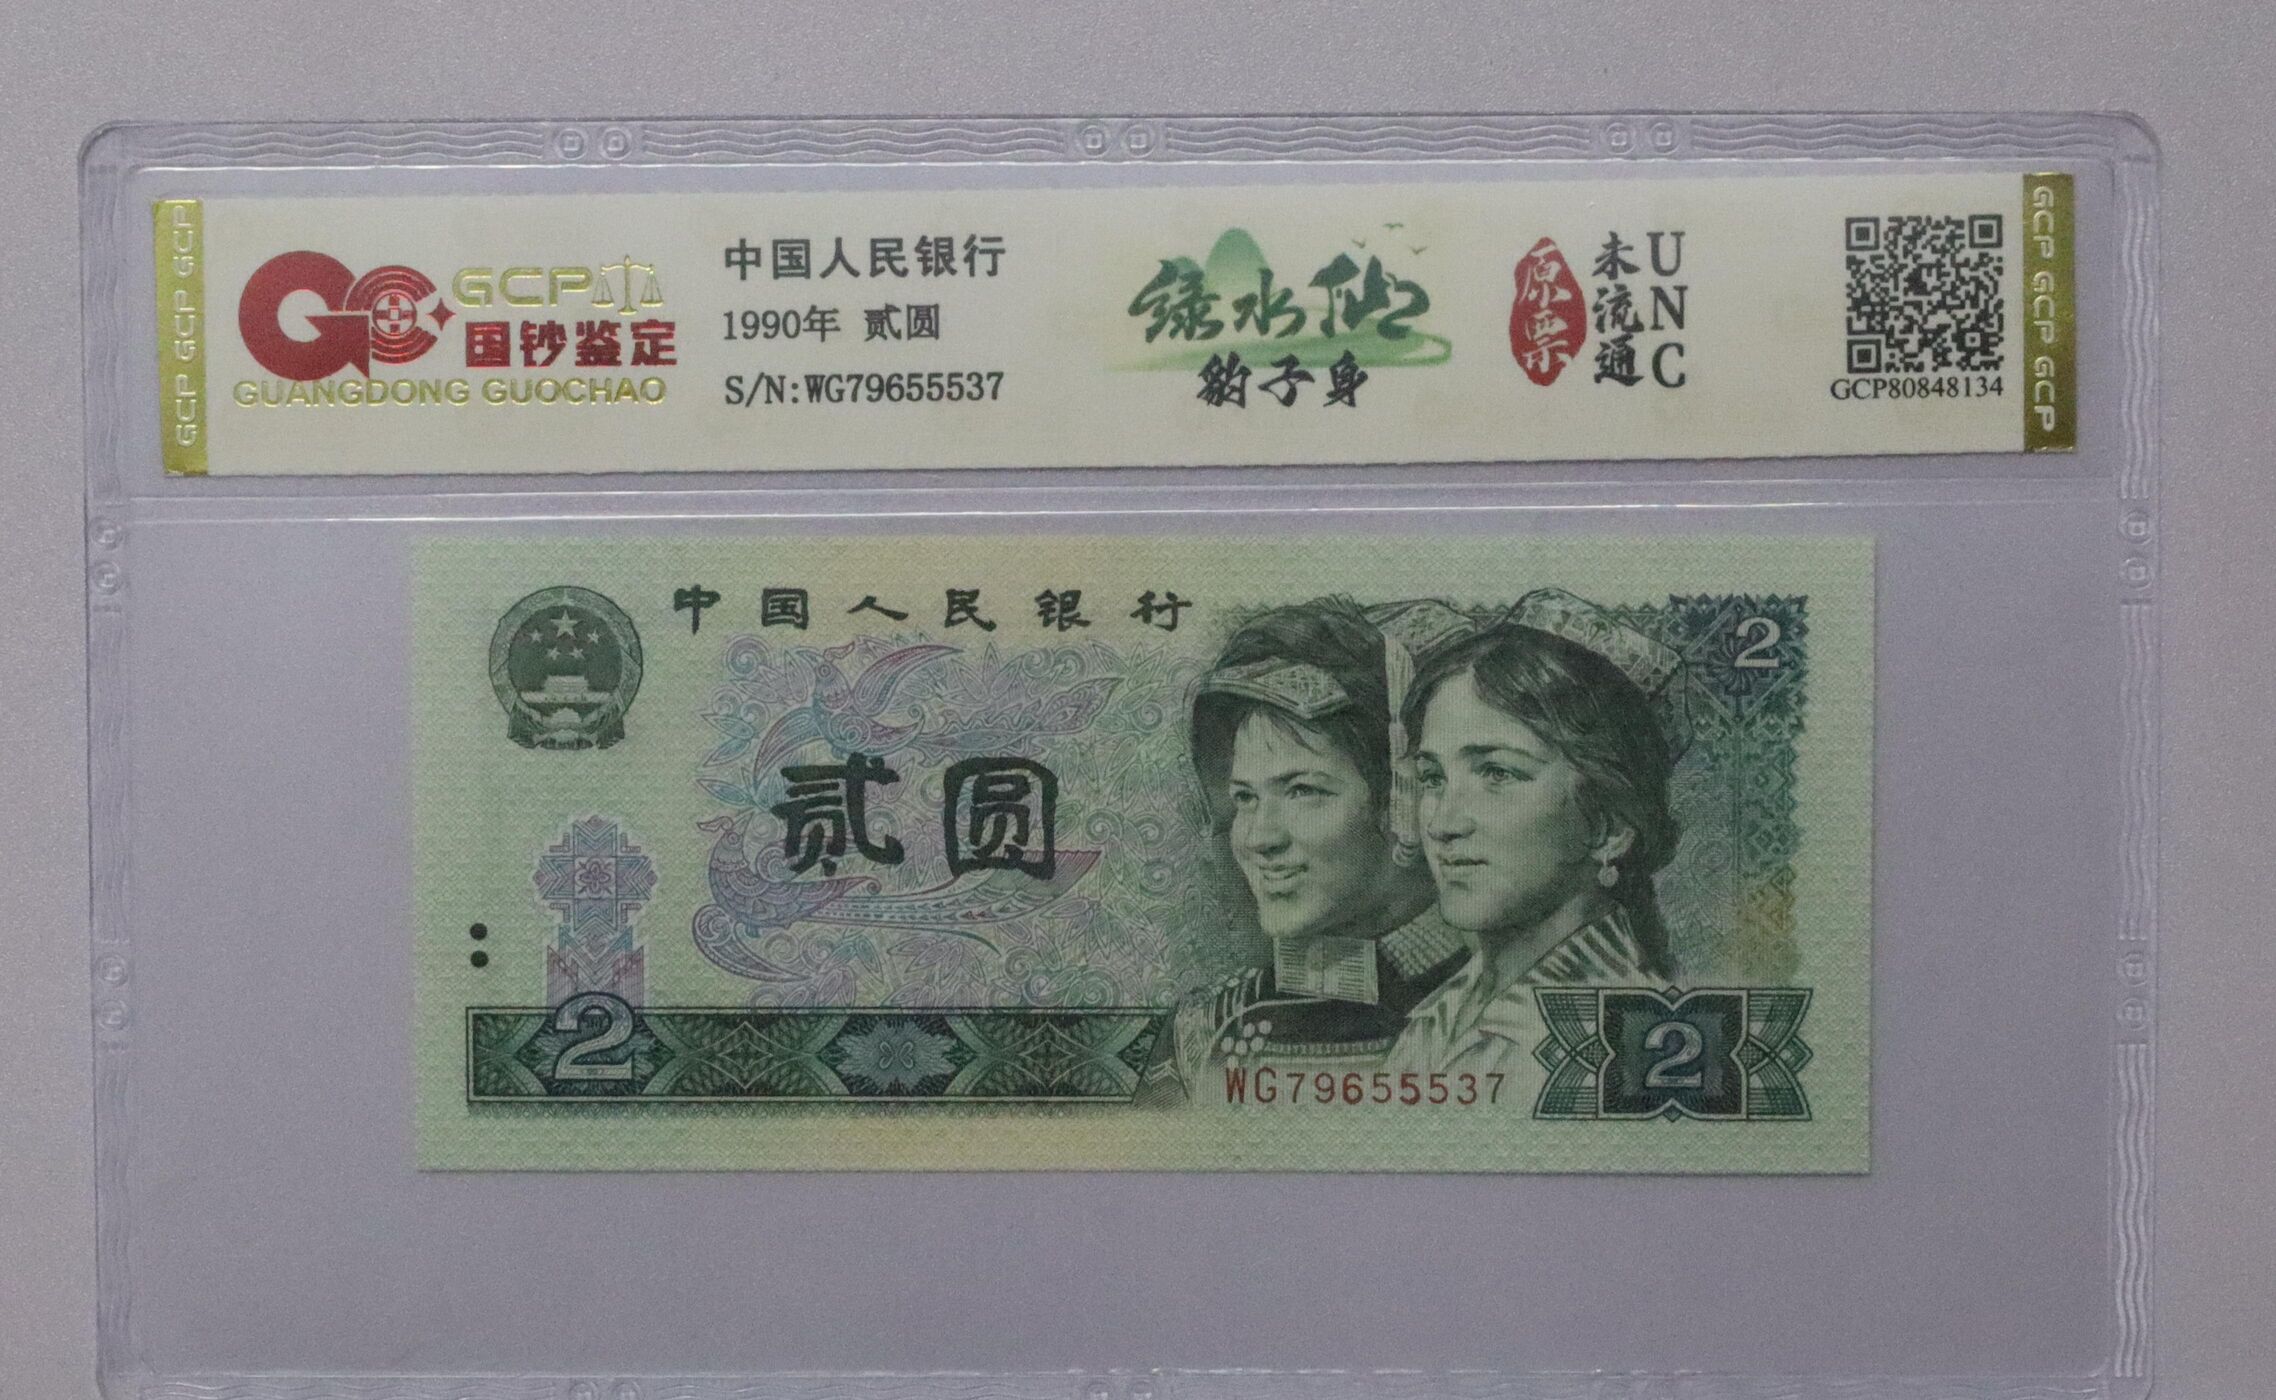 GCP GCP GCP
GCP
国钞鉴定
GUANGDONG GUOCHAO
中国人民银行
1990年 贰圆
S/N:WG79655537
绿水仙
豹子身
原票
未流通
UNC
GCP80848134
GCP GCP GCP
中国人民银行
2
贰圆
2
WG79655537
2